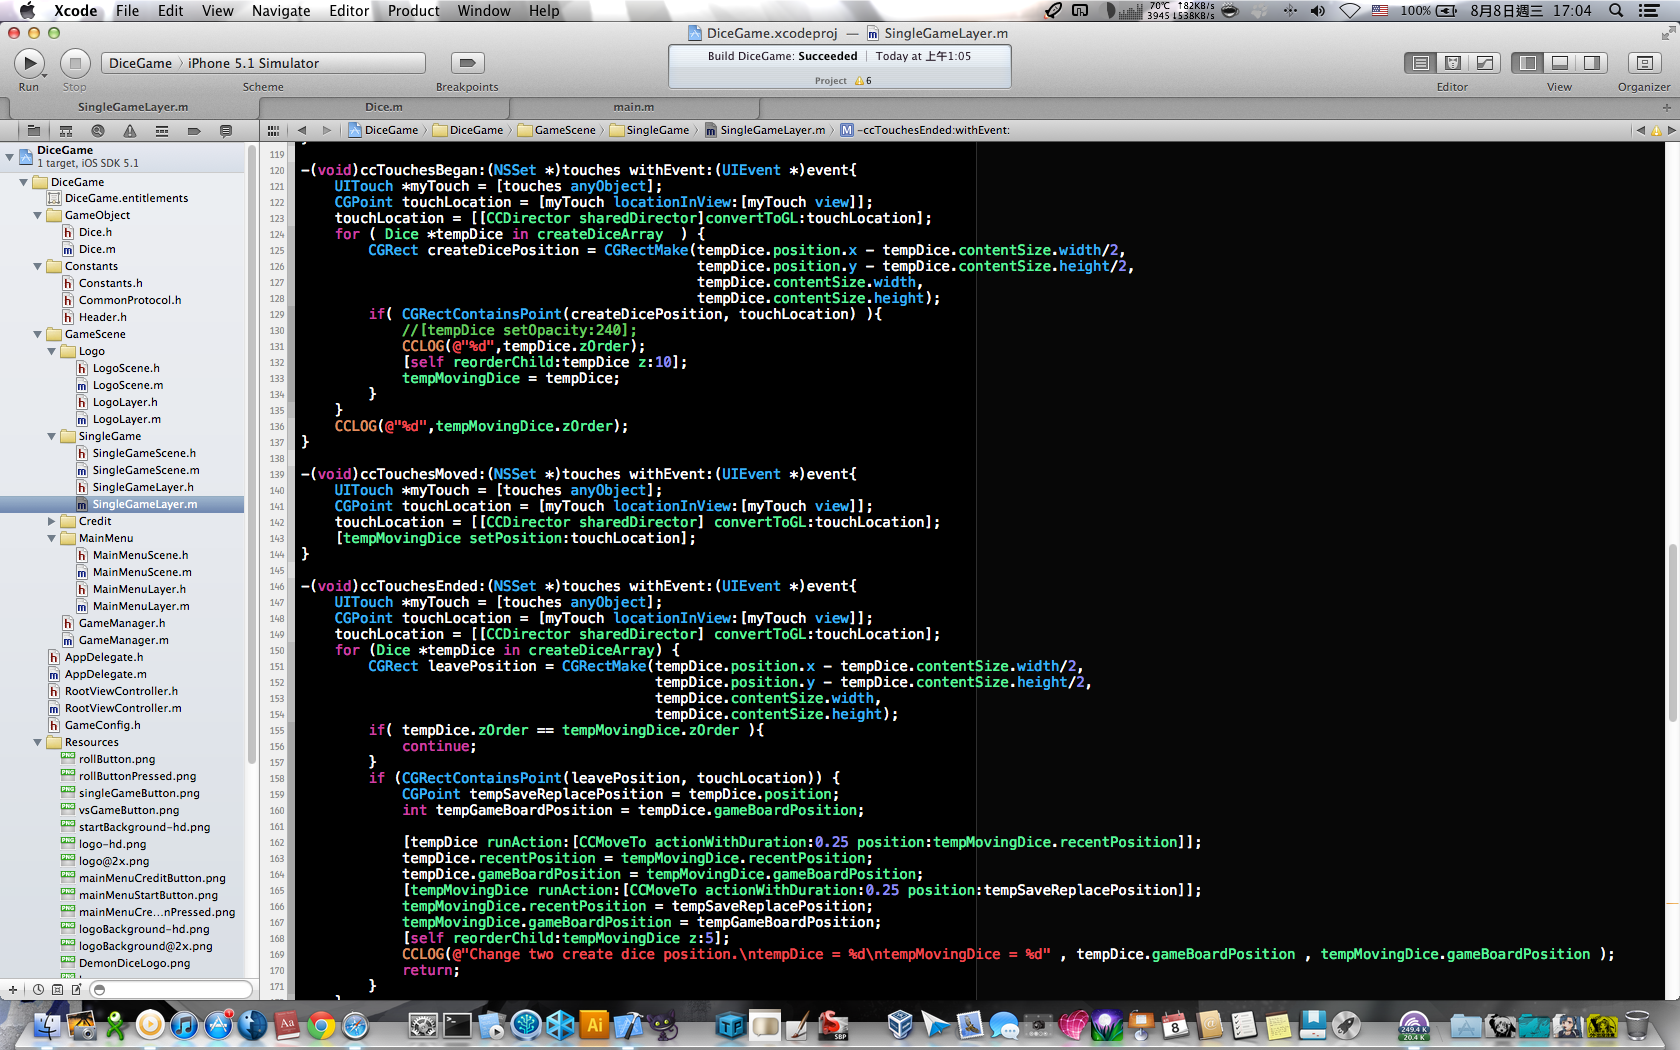 Xcode File Edit View Navigate Editor Product Window Help
70℃ ↑82KB/s
3945 ↓538KB/s
100% 8月8日週三 17:04
DiceGame.xcodeproj — SingleGameLayer.m
Build DiceGame: Succeeded | Today at 上午1:05
Project 6
DiceGame › iPhone 5.1 Simulator
Run Stop Scheme Breakpoints Editor View Organizer
SingleGameLayer.m Dice.m main.m
DiceGame › DiceGame › GameScene › SingleGame › SingleGameLayer.m › M -ccTouchesEnded:withEvent:
DiceGame
1 target, iOS SDK 5.1
DiceGame
DiceGame.entitlements
GameObject
h Dice.h
m Dice.m
Constants
h Constants.h
h CommonProtocol.h
h Header.h
GameScene
Logo
h LogoScene.h
m LogoScene.m
h LogoLayer.h
m LogoLayer.m
SingleGame
h SingleGameScene.h
m SingleGameScene.m
h SingleGameLayer.h
m SingleGameLayer.m
Credit
MainMenu
h MainMenuScene.h
m MainMenuScene.m
h MainMenuLayer.h
m MainMenuLayer.m
h GameManager.h
m GameManager.m
h AppDelegate.h
m AppDelegate.m
h RootViewController.h
m RootViewController.m
h GameConfig.h
Resources
rollButton.png
rollButtonPressed.png
singleGameButton.png
vsGameButton.png
startBackground-hd.png
logo-hd.png
logo@2x.png
mainMenuCreditButton.png
mainMenuStartButton.png
mainMenuCre...nPressed.png
logoBackground-hd.png
logoBackground@2x.png
DemonDiceLogo.png
119
120 -(void)ccTouchesBegan:(NSSet *)touches withEvent:(UIEvent *)event{
121 UITouch *myTouch = [touches anyObject];
122 CGPoint touchLocation = [myTouch locationInView:[myTouch view]];
123 touchLocation = [[CCDirector sharedDirector]convertToGL:touchLocation];
124 for ( Dice *tempDice in createDiceArray ) {
125 CGRect createDicePosition = CGRectMake(tempDice.position.x - tempDice.contentSize.width/2,
126 tempDice.position.y - tempDice.contentSize.height/2,
127 tempDice.contentSize.width,
128 tempDice.contentSize.height);
129 if( CGRectContainsPoint(createDicePosition, touchLocation) ){
130 //[tempDice setOpacity:240];
131 CCLOG(@"%d",tempDice.zOrder);
132 [self reorderChild:tempDice z:10];
133 tempMovingDice = tempDice;
134 }
135 }
136 CCLOG(@"%d",tempMovingDice.zOrder);
137 }
138
139 -(void)ccTouchesMoved:(NSSet *)touches withEvent:(UIEvent *)event{
140 UITouch *myTouch = [touches anyObject];
141 CGPoint touchLocation = [myTouch locationInView:[myTouch view]];
142 touchLocation = [[CCDirector sharedDirector] convertToGL:touchLocation];
143 [tempMovingDice setPosition:touchLocation];
144 }
145
146 -(void)ccTouchesEnded:(NSSet *)touches withEvent:(UIEvent *)event{
147 UITouch *myTouch = [touches anyObject];
148 CGPoint touchLocation = [myTouch locationInView:[myTouch view]];
149 touchLocation = [[CCDirector sharedDirector] convertToGL:touchLocation];
150 for (Dice *tempDice in createDiceArray) {
151 CGRect leavePosition = CGRectMake(tempDice.position.x - tempDice.contentSize.width/2,
152 tempDice.position.y - tempDice.contentSize.height/2,
153 tempDice.contentSize.width,
154 tempDice.contentSize.height);
155 if( tempDice.zOrder == tempMovingDice.zOrder ){
156 continue;
157 }
158 if (CGRectContainsPoint(leavePosition, touchLocation)) {
159 CGPoint tempSaveReplacePosition = tempDice.position;
160 int tempGameBoardPosition = tempDice.gameBoardPosition;
161
162 [tempDice runAction:[CCMoveTo actionWithDuration:0.25 position:tempMovingDice.recentPosition]];
163 tempDice.recentPosition = tempMovingDice.recentPosition;
164 tempDice.gameBoardPosition = tempMovingDice.gameBoardPosition;
165 [tempMovingDice runAction:[CCMoveTo actionWithDuration:0.25 position:tempSaveReplacePosition]];
166 tempMovingDice.recentPosition = tempSaveReplacePosition;
167 tempMovingDice.gameBoardPosition = tempGameBoardPosition;
168 [self reorderChild:tempMovingDice z:5];
169 CCLOG(@"Change two create dice position.\ntempDice = %d\ntempMovingDice = %d" , tempDice.gameBoardPosition , tempMovingDice.gameBoardPosition );
170 return;
171 }
Aa Ai TP S SBP 8 249.4 K
20.4 K